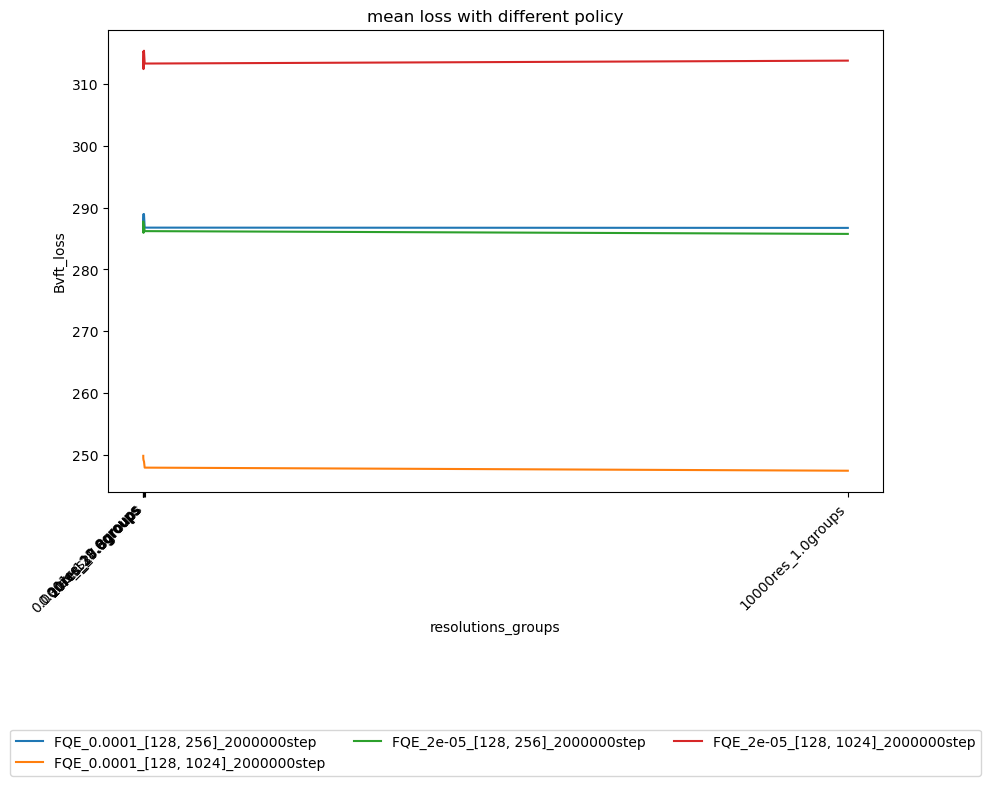 mean loss with different policy
Bvft_loss
310
300
290
280
270
260
250
10000res_1.0groups
resolutions_groups
FQE_0.0001_[128, 256]_2000000step
FQE_2e-05_[128, 256]_2000000step
FQE_2e-05_[128, 1024]_2000000step
FQE_0.0001_[128, 1024]_2000000step